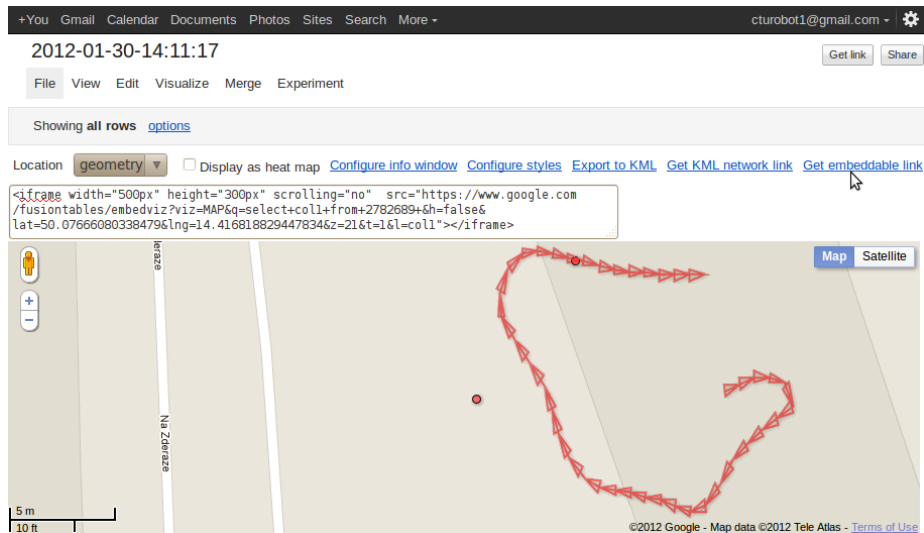 +You Gmail Calendar Documents Photos Sites Search More cturobot1@gmail.com
2012-01-30-14:11:17
Get link Share
File View Edit Visualize Merge Experiment
Showing all rows options
Location geometry Display as heat map Configure info window Configure styles Export to KML Get KML network link Get embeddable link
<iframe width="500px" height="300px" scrolling="no" src="https://www.google.com
/fusiontables/embedviz?viz=MAP&q=select+col1+from+2782689+&h=false&
lat=50.07666080338479&lng=14.416818829447834&z=21&t=1&l=col1"></iframe>
leraze
Map Satellite
+
−
Na Zderaze
5 m
10 ft
©2012 Google - Map data ©2012 Tele Atlas - Terms of Use